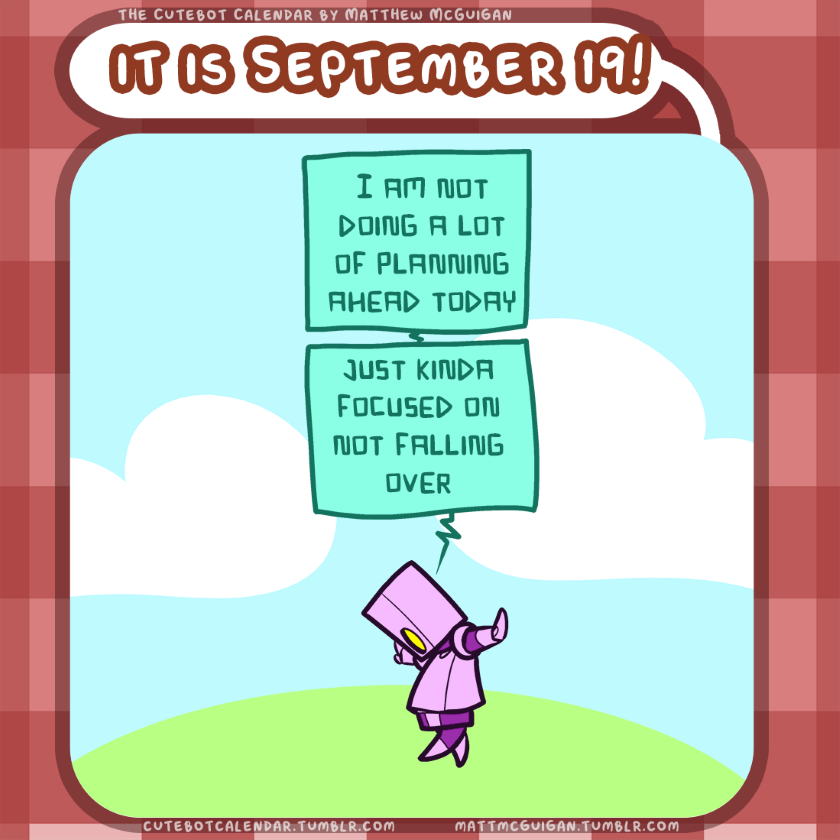 THE CUTEBOT CALENDAR BY MATTHEW MCGUIGAN
IT IS SEPTEMBER 19!
I AM NOT
DOING A LOT
OF PLANNING
AHEAD TODAY
JUST KINDA
FOCUSED ON
NOT FALLING
OVER
CUTEBOTCALENDAR.TUMBLR.COM
MATTMCGUIGAN.TUMBLR.COM